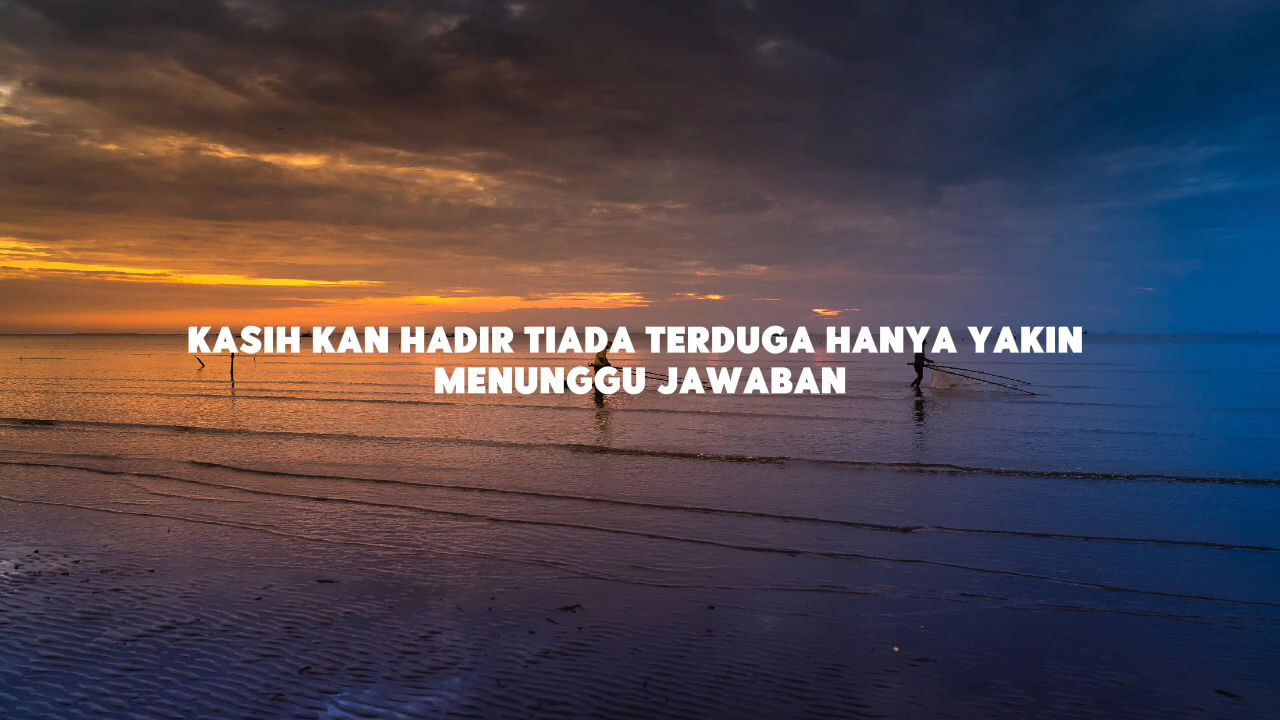 KASIH KAN HADIR TIADA TERDUGA HANYA YAKIN
MENUNGGU JAWABAN